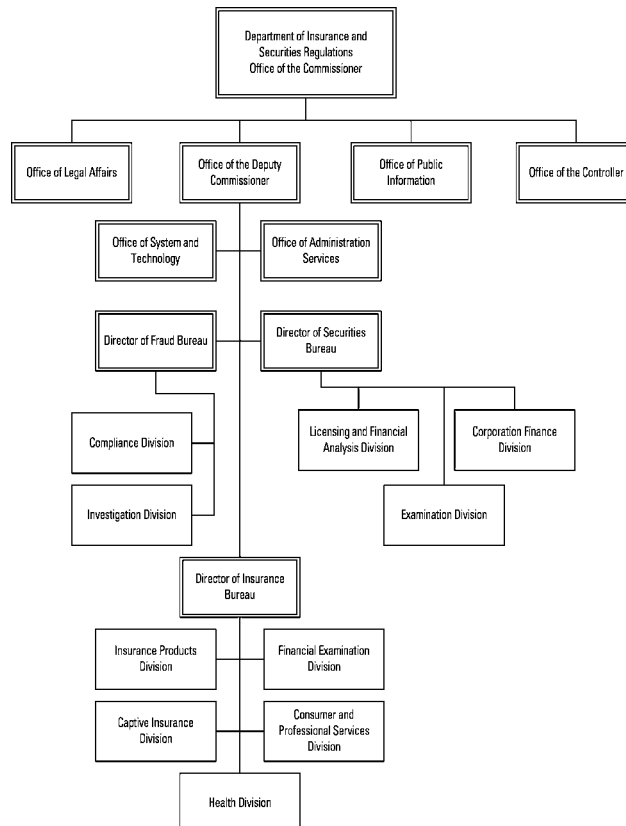 Department of Insurance and
Securities Regulations
Office of the Commissioner
Office of Legal Affairs
Office of the Deputy
Commissioner
Office of Public
Information
Office of the Controller
Office of System and
Technology
Office of Administration
Services
Director of Fraud Bureau
Director of Securities
Bureau
Compliance Division
Licensing and Financial
Analysis Division
Corporation Finance
Division
Investigation Division
Examination Division
Director of Insurance
Bureau
Insurance Products
Division
Financial Examination
Division
Captive Insurance
Division
Consumer and
Professional Services
Division
Health Division